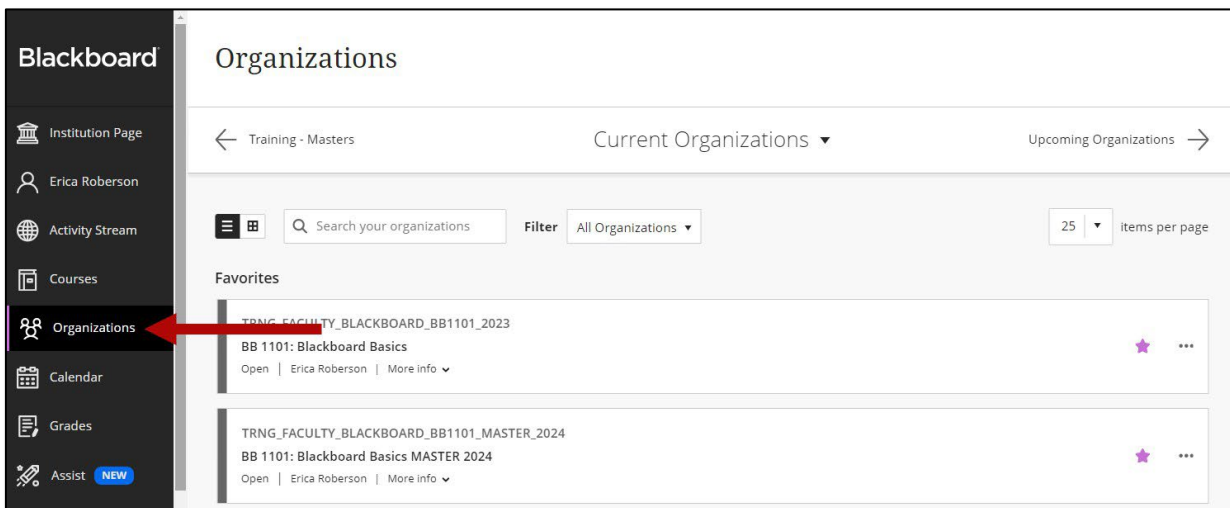 Blackboard
Institution Page
Erica Roberson
Activity Stream
Courses
Organizations
Calendar
Grades
Assist NEW
Organizations
Training - Masters
Current Organizations
Upcoming Organizations
Search your organizations
Filter
All Organizations
25
items per page
Favorites
TRNG_FACULTY_BLACKBOARD_BB1101_2023
BB 1101: Blackboard Basics
Open | Erica Roberson | More info
TRNG_FACULTY_BLACKBOARD_BB1101_MASTER_2024
BB 1101: Blackboard Basics MASTER 2024
Open | Erica Roberson | More info